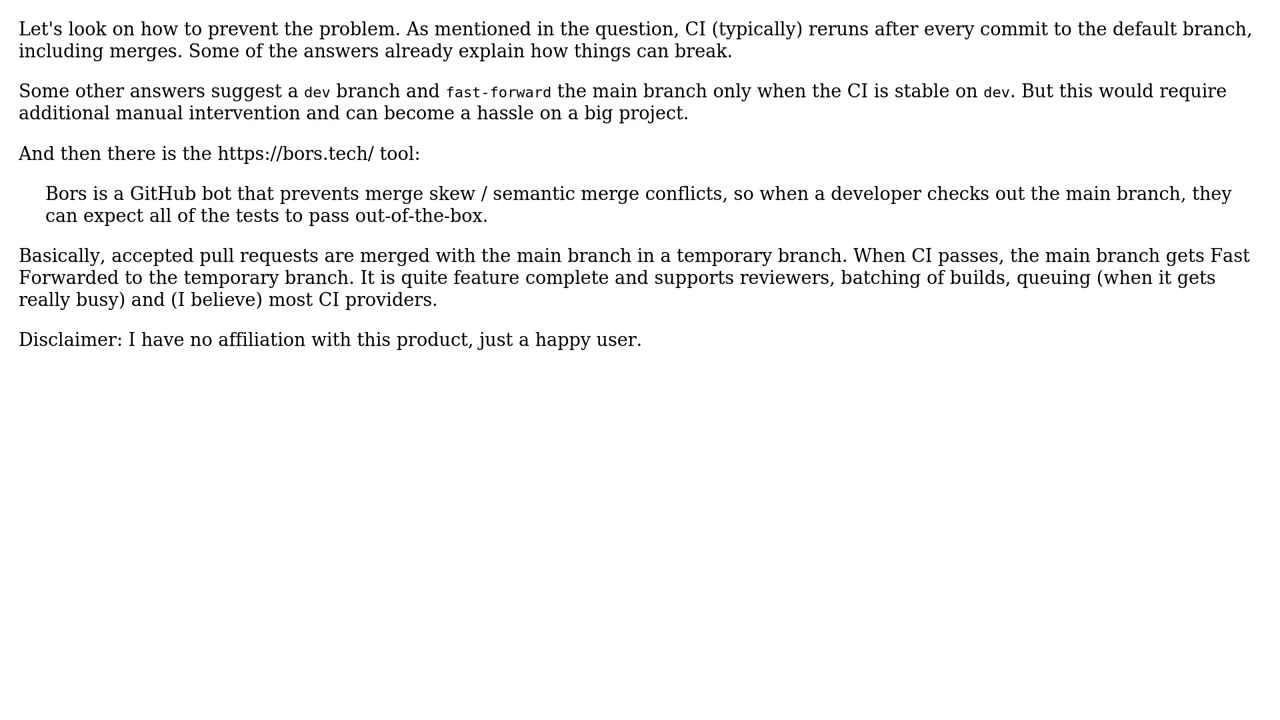 Let's look on how to prevent the problem. As mentioned in the question, CI (typically) reruns after every commit to the default branch,
including merges. Some of the answers already explain how things can break.
Some other answers suggest a dev branch and fast-forward the main branch only when the CI is stable on dev. But this would require
additional manual intervention and can become a hassle on a big project.
And then there is the https://bors.tech/ tool:
Bors is a GitHub bot that prevents merge skew / semantic merge conflicts, so when a developer checks out the main branch, they
can expect all of the tests to pass out-of-the-box.
Basically, accepted pull requests are merged with the main branch in a temporary branch. When CI passes, the main branch gets Fast
Forwarded to the temporary branch. It is quite feature complete and supports reviewers, batching of builds, queuing (when it gets
really busy) and (I believe) most CI providers.
Disclaimer: I have no affiliation with this product, just a happy user.